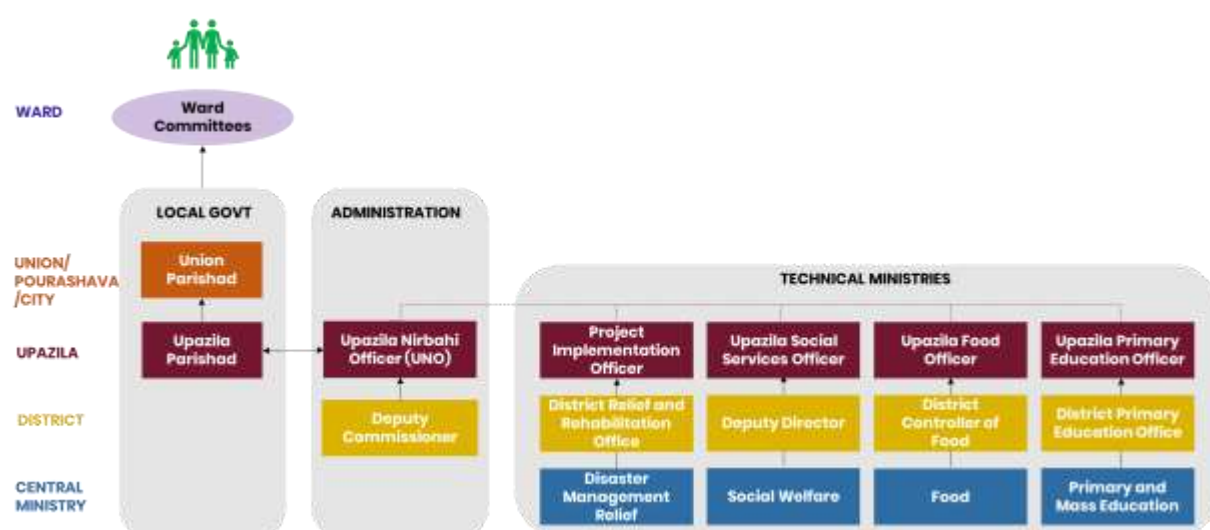 WARD
Ward
Committees
LOCAL GOVT
ADMINISTRATION
UNION/
POURASHAVA
/CITY
Union
Parishad
TECHNICAL MINISTRIES
UPAZILA
Upazila
Parishad
Upazila Nirbahi
Officer (UNO)
Project
Implementation
Officer
Upazila Social
Services Officer
Upazila Food
Officer
Upazila Primary
Education Officer
DISTRICT
Deputy
Commissioner
District Relief and
Rehabilitation
Office
Deputy Director
District
Controller of
Food
District Primary
Education Office
CENTRAL
MINISTRY
Disaster
Management
Relief
Social Welfare
Food
Primary and
Mass Education